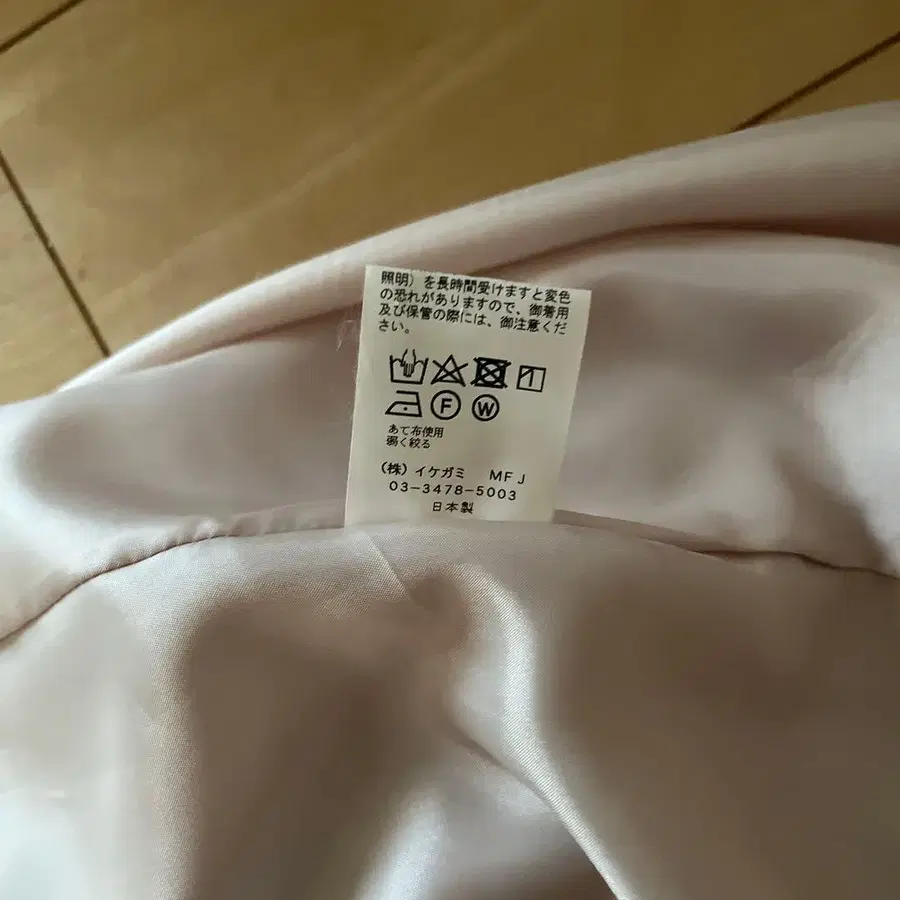 照明）を長時間受けますと変色
の恐れがありますので、御着用
及び保管の際には、御注意くだ
さい。
F W
あて布使用
弱く絞る
（株）イケガミ　MFJ
03-3478-5003
日本製